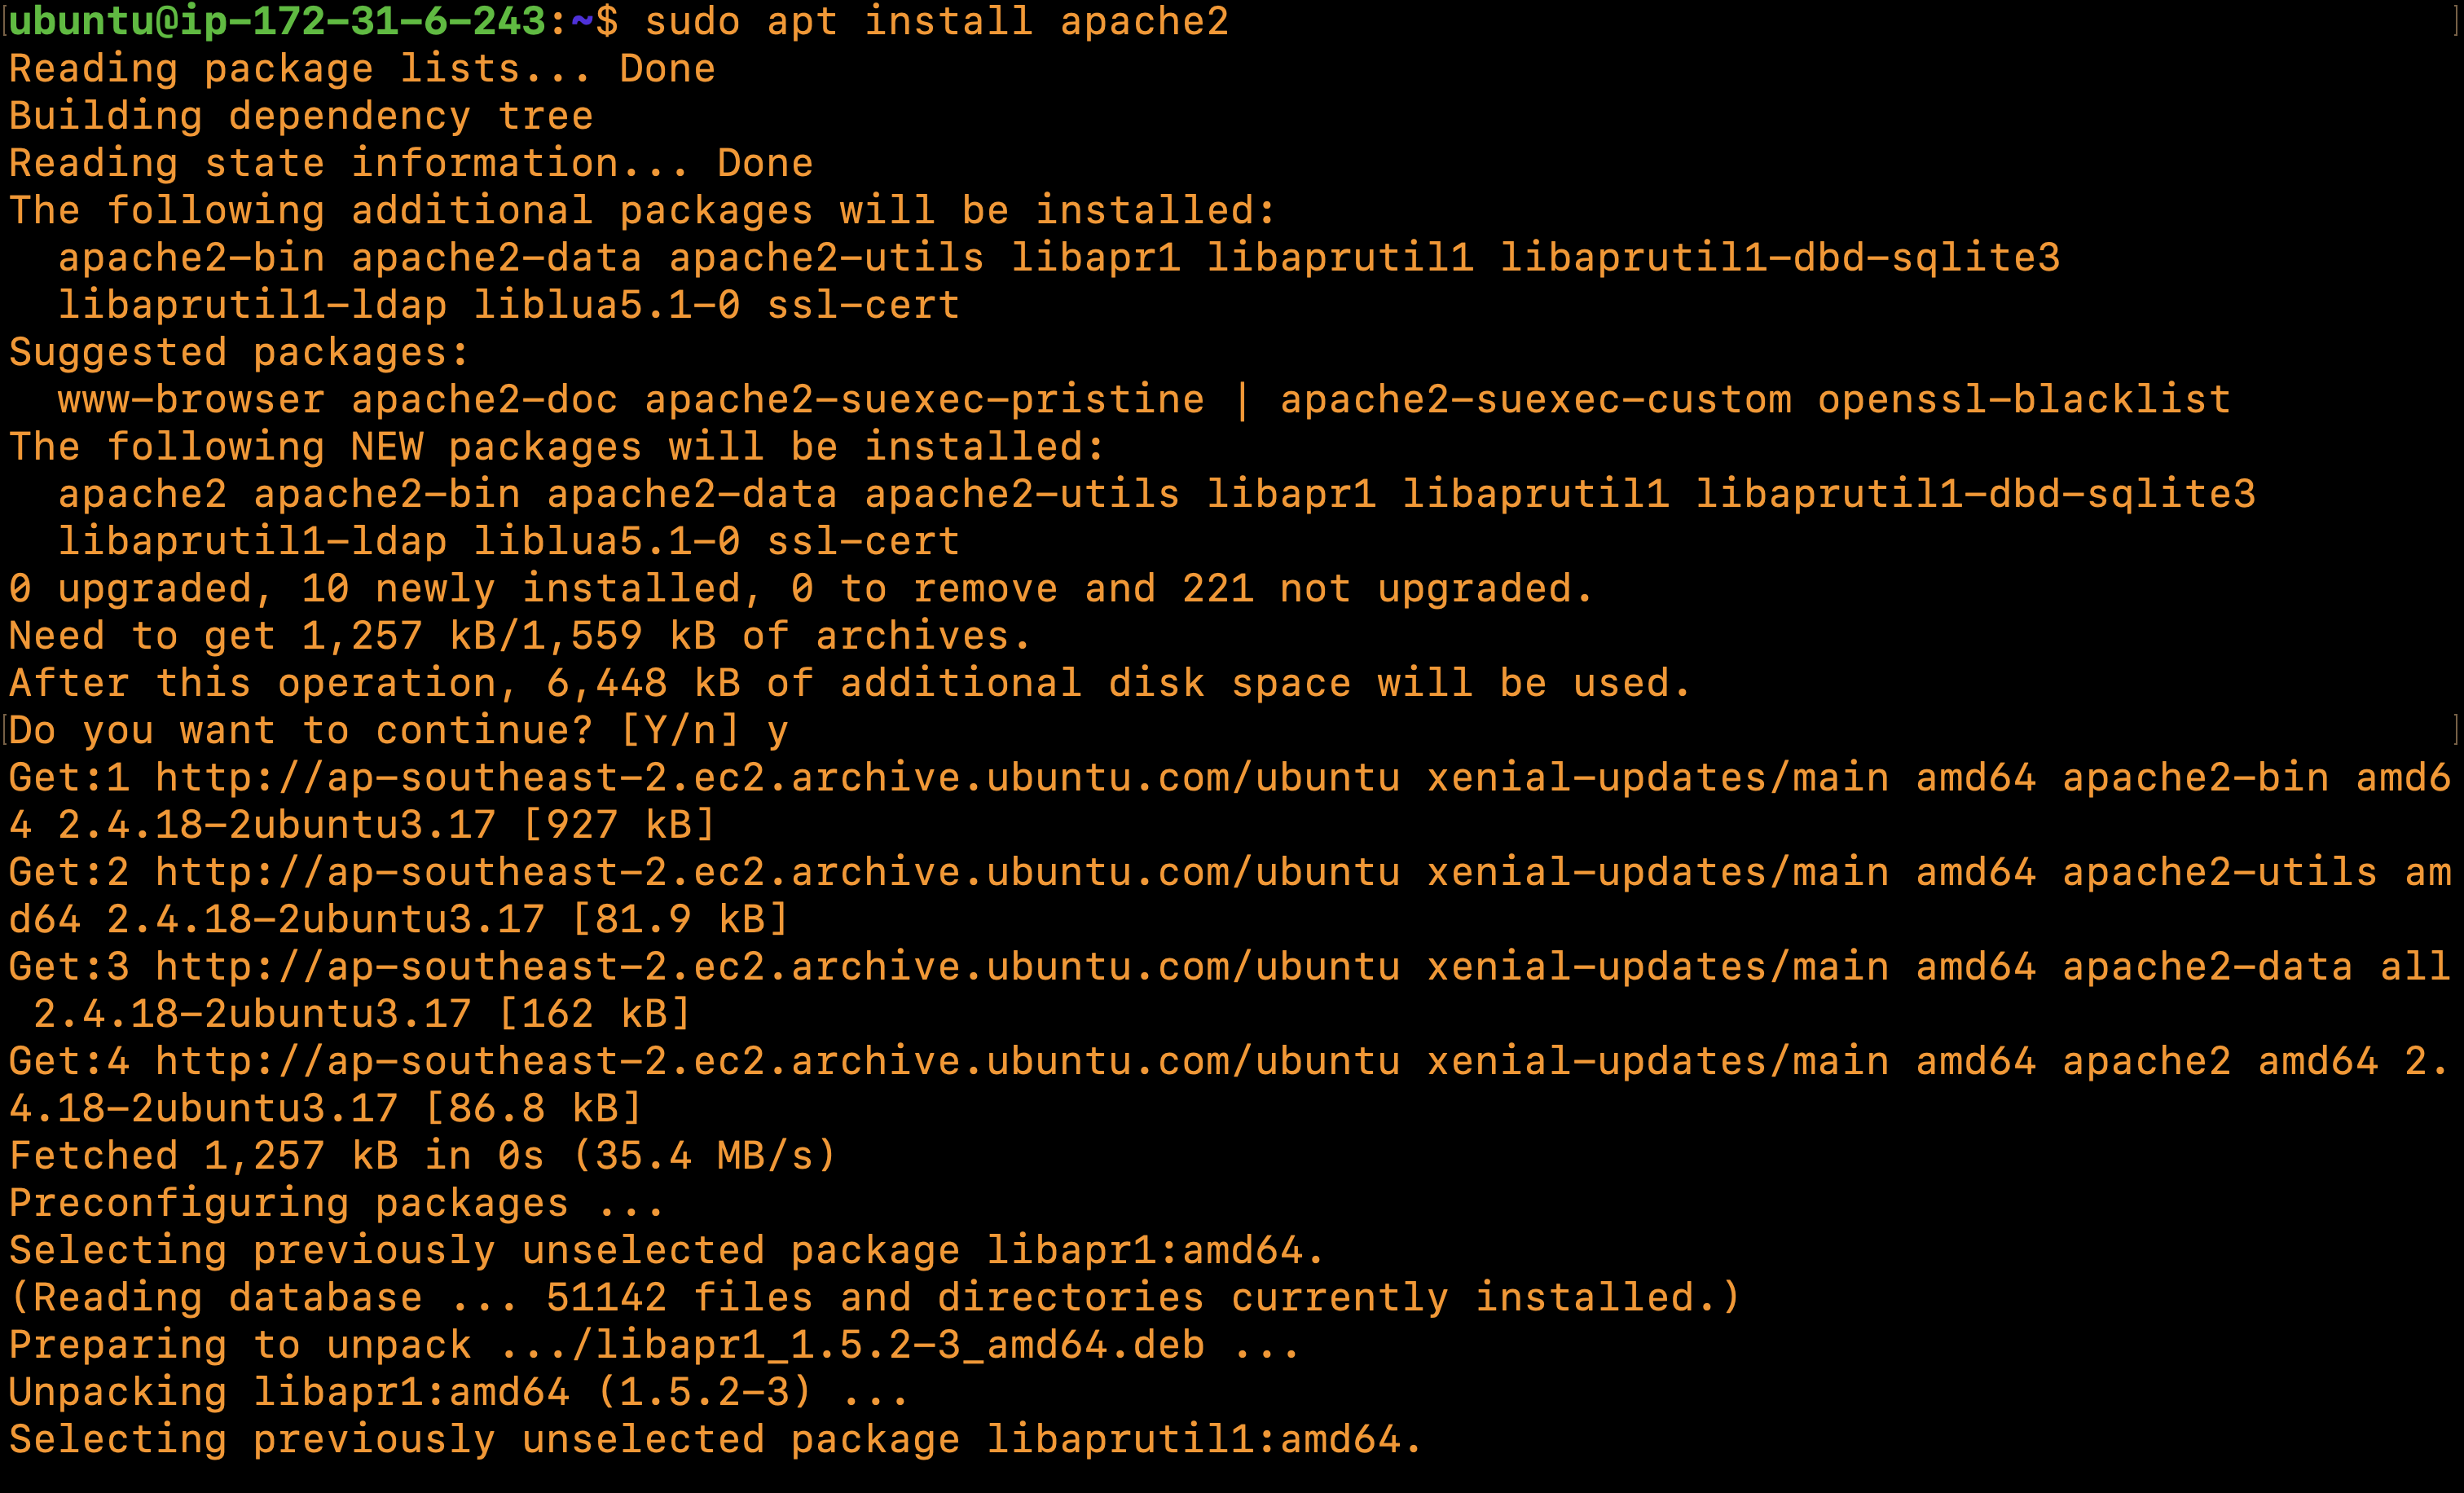 ubuntu@ip-172-31-6-243:~$ sudo apt install apache2
Reading package lists... Done
Building dependency tree
Reading state information... Done
The following additional packages will be installed:
  apache2-bin apache2-data apache2-utils libapr1 libaprutil1 libaprutil1-dbd-sqlite3
  libaprutil1-ldap liblua5.1-0 ssl-cert
Suggested packages:
  www-browser apache2-doc apache2-suexec-pristine | apache2-suexec-custom openssl-blacklist
The following NEW packages will be installed:
  apache2 apache2-bin apache2-data apache2-utils libapr1 libaprutil1 libaprutil1-dbd-sqlite3
  libaprutil1-ldap liblua5.1-0 ssl-cert
0 upgraded, 10 newly installed, 0 to remove and 221 not upgraded.
Need to get 1,257 kB/1,559 kB of archives.
After this operation, 6,448 kB of additional disk space will be used.
Do you want to continue? [Y/n] y
Get:1 http://ap-southeast-2.ec2.archive.ubuntu.com/ubuntu xenial-updates/main amd64 apache2-bin amd6
4 2.4.18-2ubuntu3.17 [927 kB]
Get:2 http://ap-southeast-2.ec2.archive.ubuntu.com/ubuntu xenial-updates/main amd64 apache2-utils am
d64 2.4.18-2ubuntu3.17 [81.9 kB]
Get:3 http://ap-southeast-2.ec2.archive.ubuntu.com/ubuntu xenial-updates/main amd64 apache2-data all
 2.4.18-2ubuntu3.17 [162 kB]
Get:4 http://ap-southeast-2.ec2.archive.ubuntu.com/ubuntu xenial-updates/main amd64 apache2 amd64 2.
4.18-2ubuntu3.17 [86.8 kB]
Fetched 1,257 kB in 0s (35.4 MB/s)
Preconfiguring packages ...
Selecting previously unselected package libapr1:amd64.
(Reading database ... 51142 files and directories currently installed.)
Preparing to unpack .../libapr1_1.5.2-3_amd64.deb ...
Unpacking libapr1:amd64 (1.5.2-3) ...
Selecting previously unselected package libaprutil1:amd64.